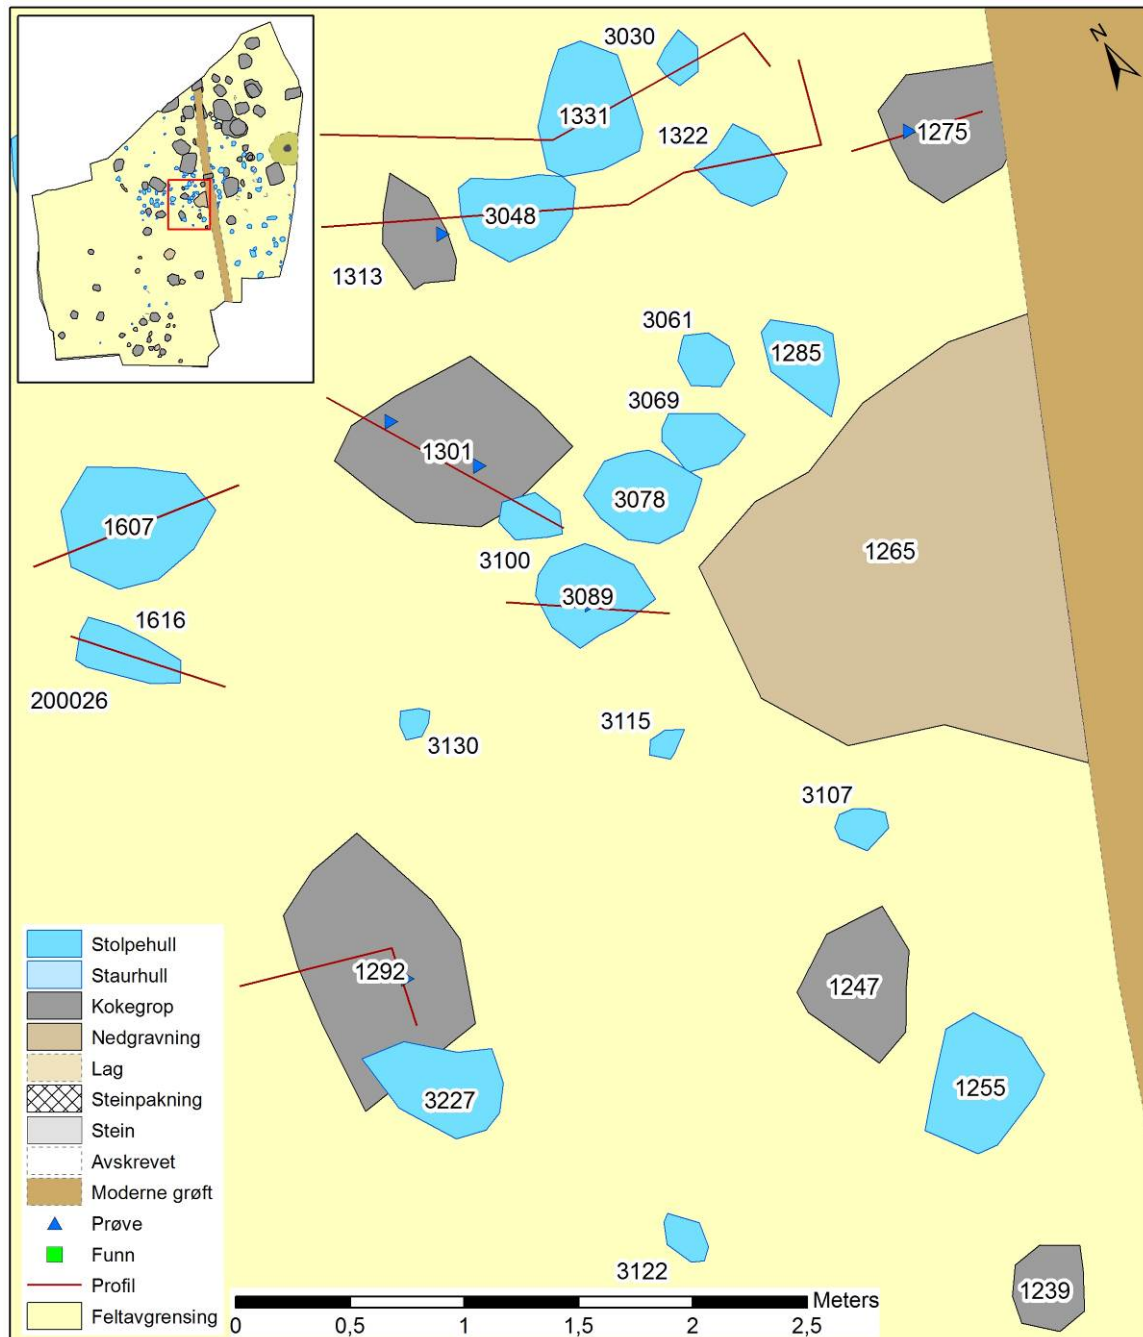 N
3030
1331
1322
1275
3048
1313
3061
1285
3069
1301
3078
1607
3100
1265
3089
1616
200026
3130
3115
3107
1292
1247
3227
1255
3122
1239
Stolpehull
Staurhull
Kokegrop
Nedgravning
Lag
Steinpakning
Stein
Avskrevet
Moderne grøft
Prøve
Funn
Profil
Feltavgrensing
Meters
0 0,5 1 1,5 2 2,5